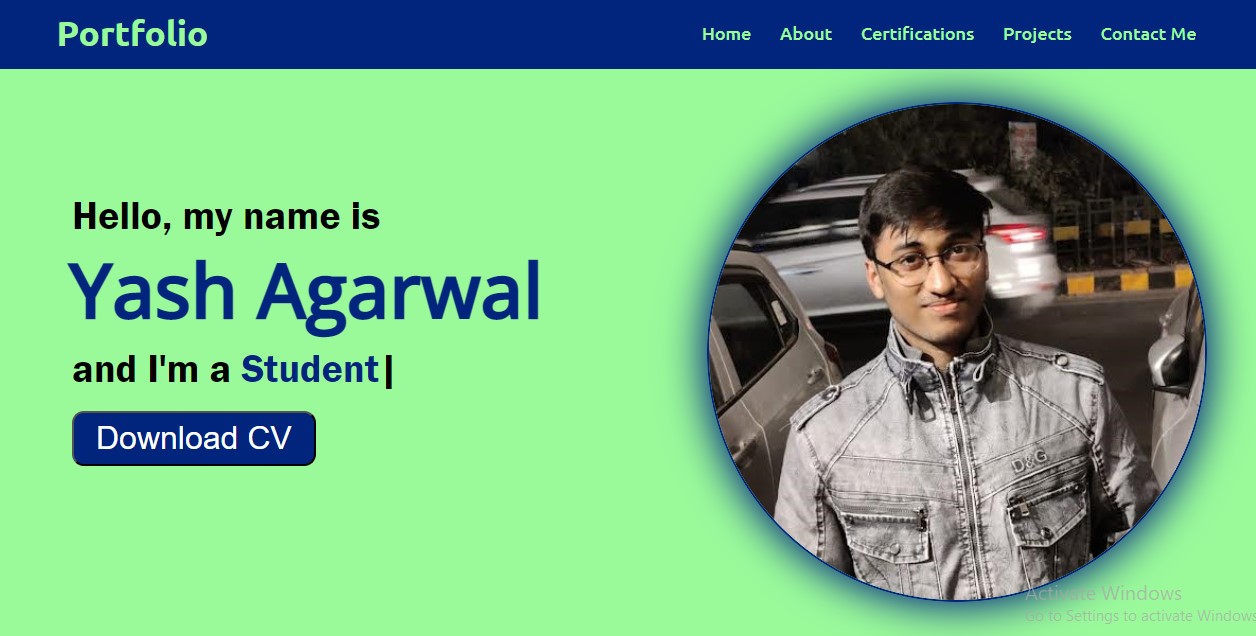 Portfolio
Home About Certifications Projects Contact Me
Hello, my name is
Yash Agarwal
and I'm a Student|
Download CV
D&G
Activate Windows
Go to Settings to activate Windows